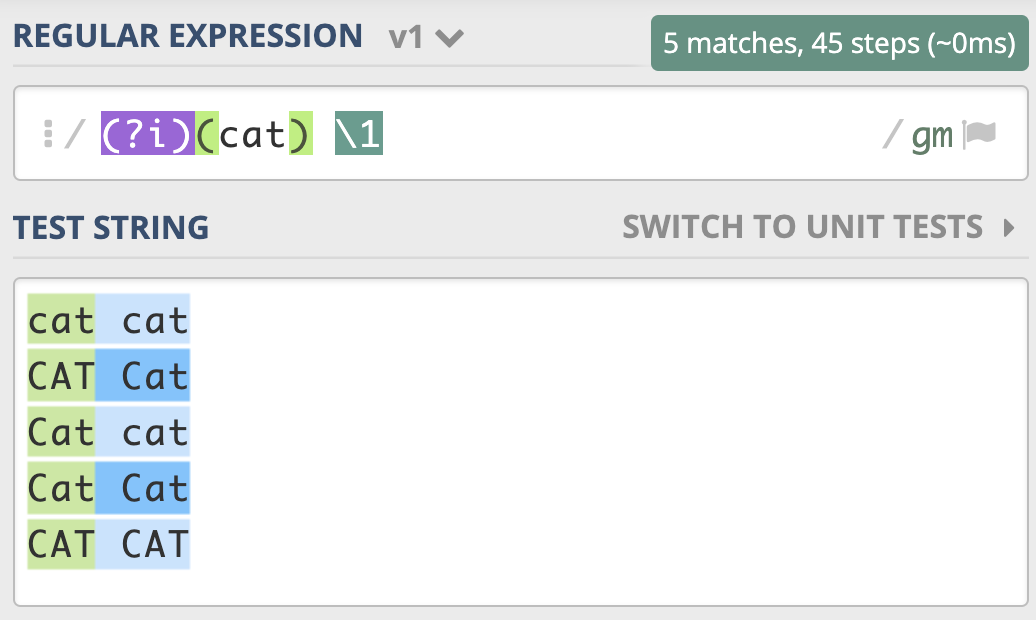 REGULAR EXPRESSION v1 5 matches, 45 steps (~0ms)
/ (?i)(cat) \1 / gm
TEST STRING SWITCH TO UNIT TESTS
cat cat
CAT Cat
Cat cat
Cat Cat
CAT CAT